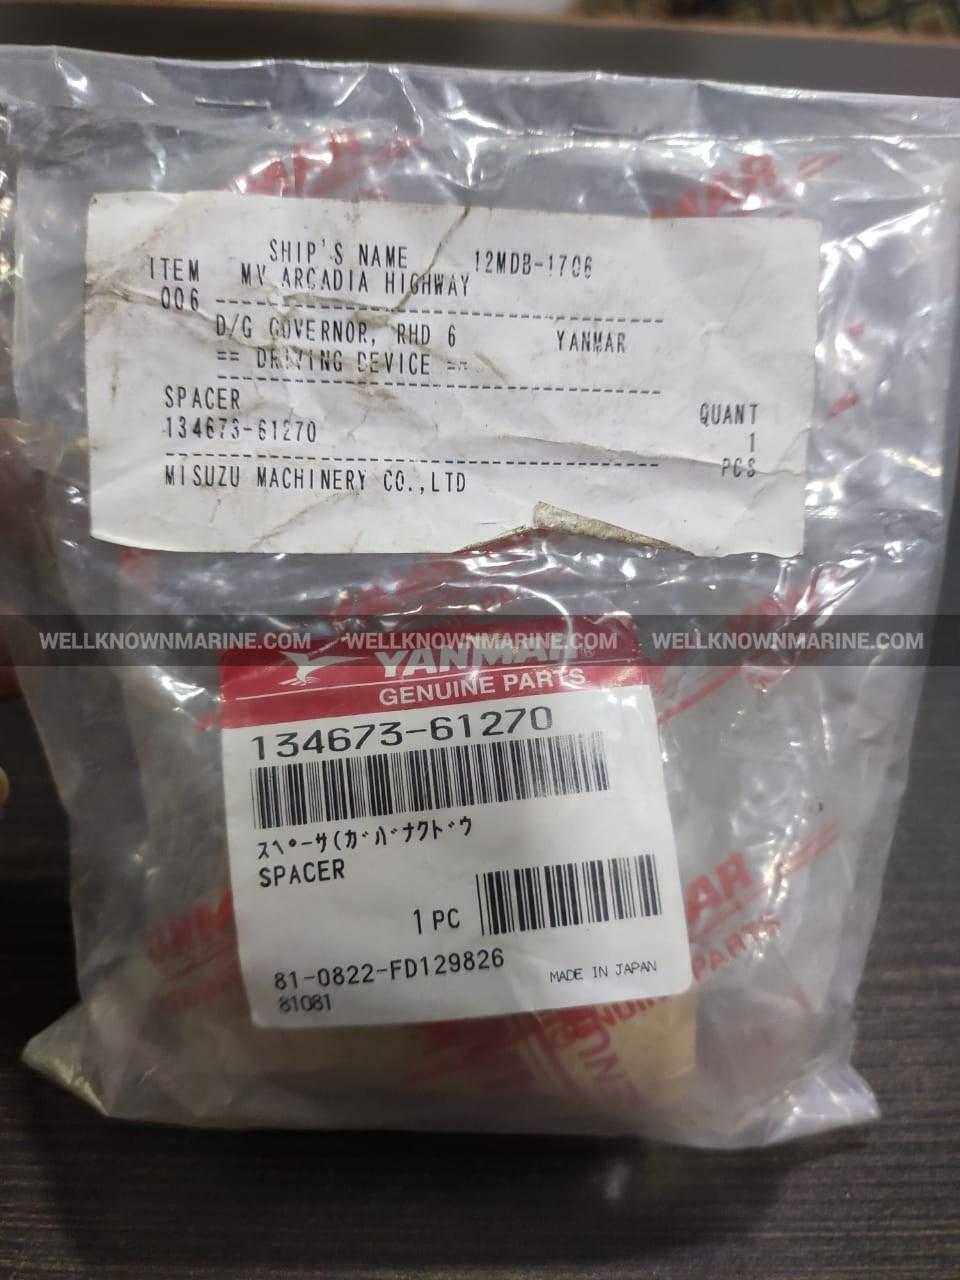 SHIP'S NAME 12MDB-1706
ITEM MV ARCADIA HIGHWAY
006
D/G GOVERNOR, RHD 6 YANMAR
== DRIVING DEVICE ==
SPACER QUANT
134673-61270 1
PCS
MISUZU MACHINERY CO.,LTD
WELLKNOWNMARINE.COM WELLKNOWNMARINE.COM WELLKNOWNMARINE.COM
YANMAR®
GENUINE PARTS
134673-61270
スペーサ(ガバナクドウ
SPACER
1 PC
81-0822-FD129826 MADE IN JAPAN
81081